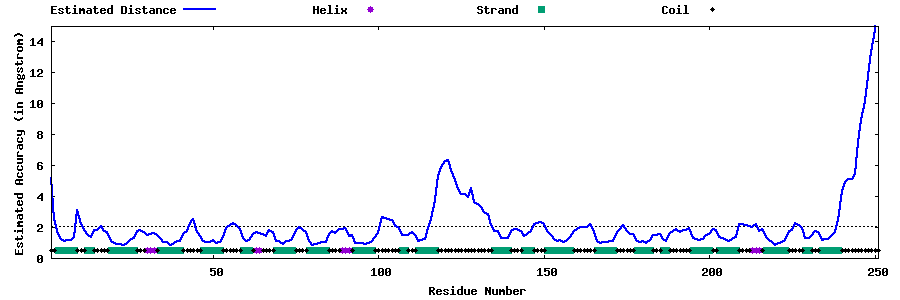 Estimated Distance Helix Strand Coil
Estimated Accuracy (in Angstrom)
14
12
10
8
6
4
2
0
50 100 150 200 250
Residue Number